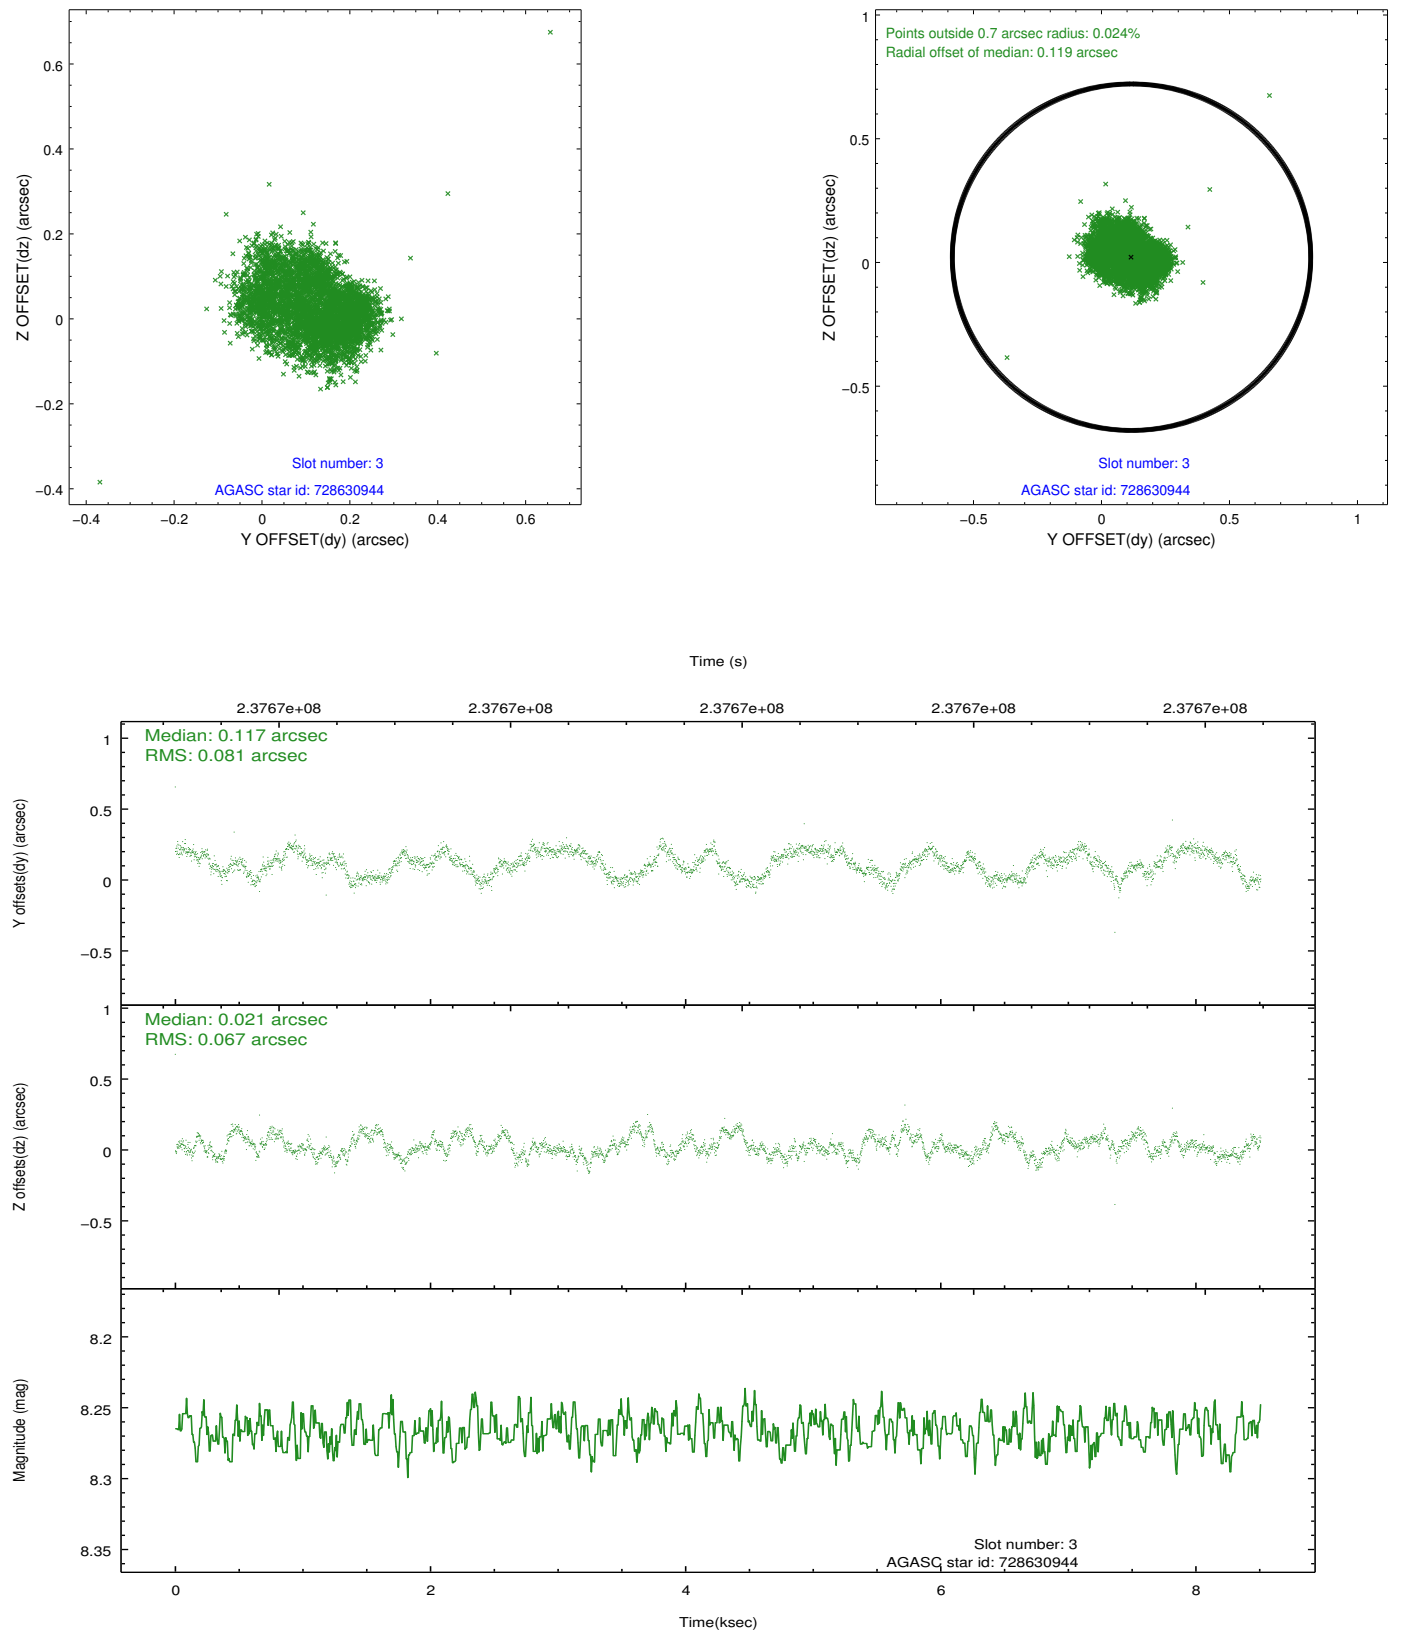 0.6
0.4
0.2
0
−0.2
−0.4
Z OFFSET(dz) (arcsec)
Slot number: 3
AGASC star id: 728630944
−0.4 −0.2 0 0.2 0.4 0.6
Y OFFSET(dy) (arcsec)
Points outside 0.7 arcsec radius: 0.024%
Radial offset of median: 0.119 arcsec
1
0.5
0
−0.5
Z OFFSET(dz) (arcsec)
Slot number: 3
AGASC star id: 728630944
−0.5 0 0.5 1
Y OFFSET(dy) (arcsec)
Time (s)
2.3767e+08 2.3767e+08 2.3767e+08 2.3767e+08 2.3767e+08
Median: 0.117 arcsec
RMS: 0.081 arcsec
1
0.5
0
−0.5
Y offsets(dy) (arcsec)
Median: 0.021 arcsec
RMS: 0.067 arcsec
1
0.5
0
−0.5
Z offsets(dz) (arcsec)
8.2
8.25
8.3
8.35
Magnitude (mag)
Slot number: 3
AGASC star id: 728630944
0 2 4 6 8
Time(ksec)